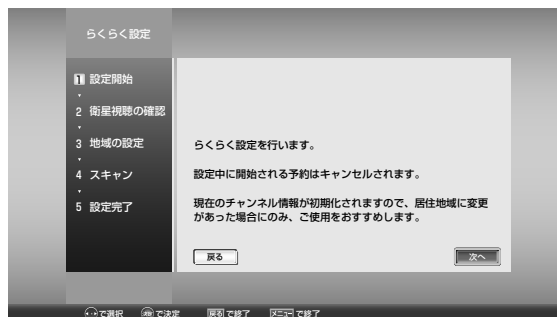 らくらく設定
1 設定開始
2 衛星視聴の確認
3 地域の設定
4 スキャン
5 設定完了
らくらく設定を行います。
設定中に開始される予約はキャンセルされます。
現在のチャンネル情報が初期化されますので、居住地域に変更
があった場合にのみ、ご使用をおすすめします。
戻る
次へ
で選択 決定で決定 戻るで終了 メニューで終了